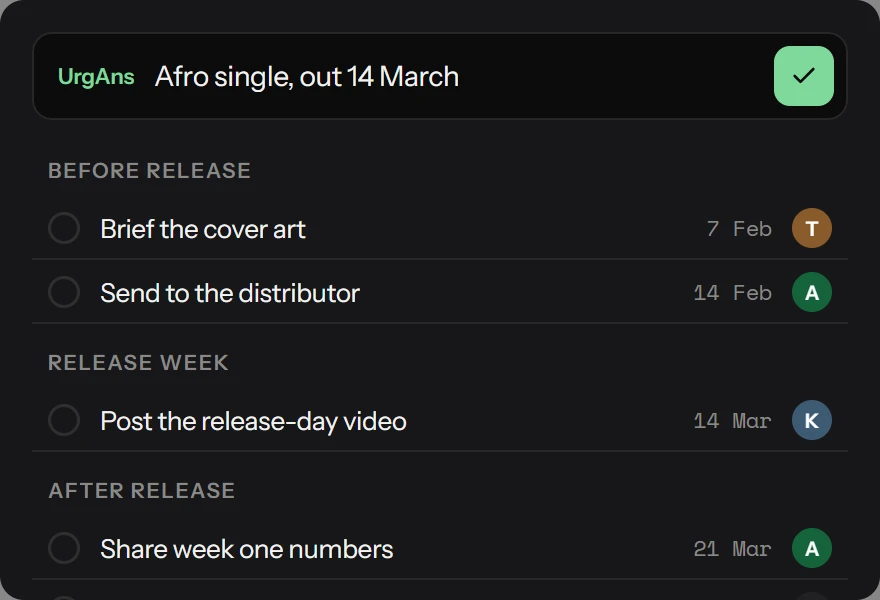 UrgAns Afro single, out 14 March
BEFORE RELEASE
Brief the cover art 7 Feb T
Send to the distributor 14 Feb A
RELEASE WEEK
Post the release-day video 14 Mar K
AFTER RELEASE
Share week one numbers 21 Mar A